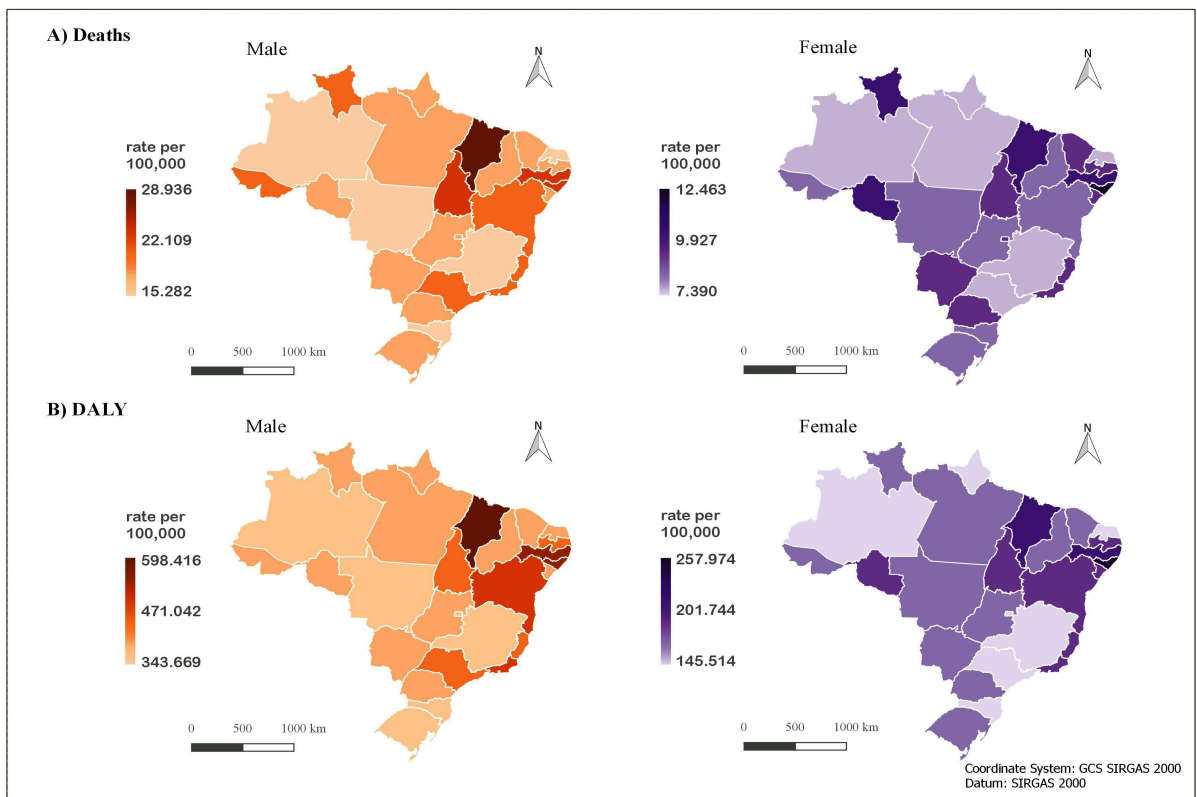 A) Deaths
Male
N
rate per
100,000
28.936
22.109
15.282
0 500 1000 km
Female
N
rate per
100,000
12.463
9.927
7.390
0 500 1000 km
B) DALY
Male
N
rate per
100,000
598.416
471.042
343.669
0 500 1000 km
Female
N
rate per
100,000
257.974
201.744
145.514
0 500 1000 km
Coordinate System: GCS SIRGAS 2000
Datum: SIRGAS 2000